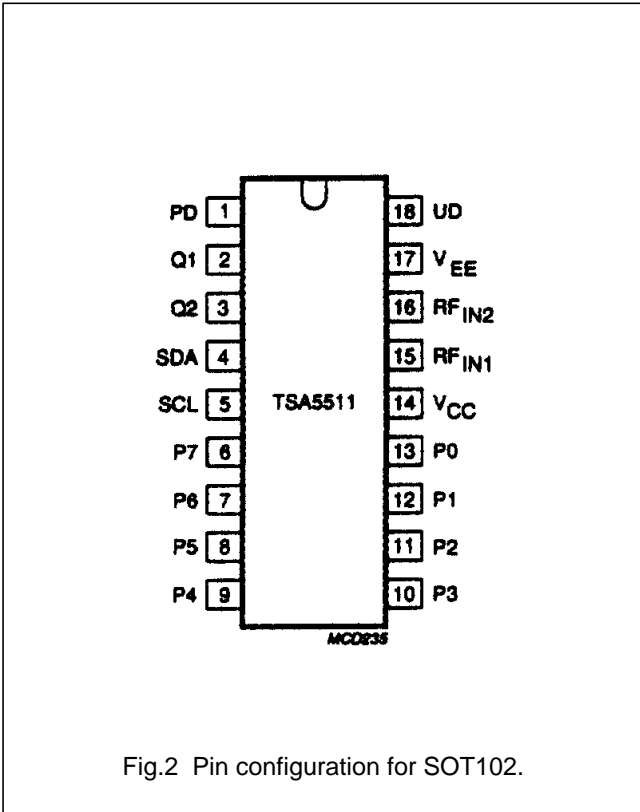 PD 1 18 UD
Q1 2 17 VEE
Q2 3 16 RFIN2
SDA 4 15 RFIN1
SCL 5 TSA5511 14 VCC
P7 6 13 P0
P6 7 12 P1
P5 8 11 P2
P4 9 10 P3
MCD235
Fig.2 Pin configuration for SOT102.